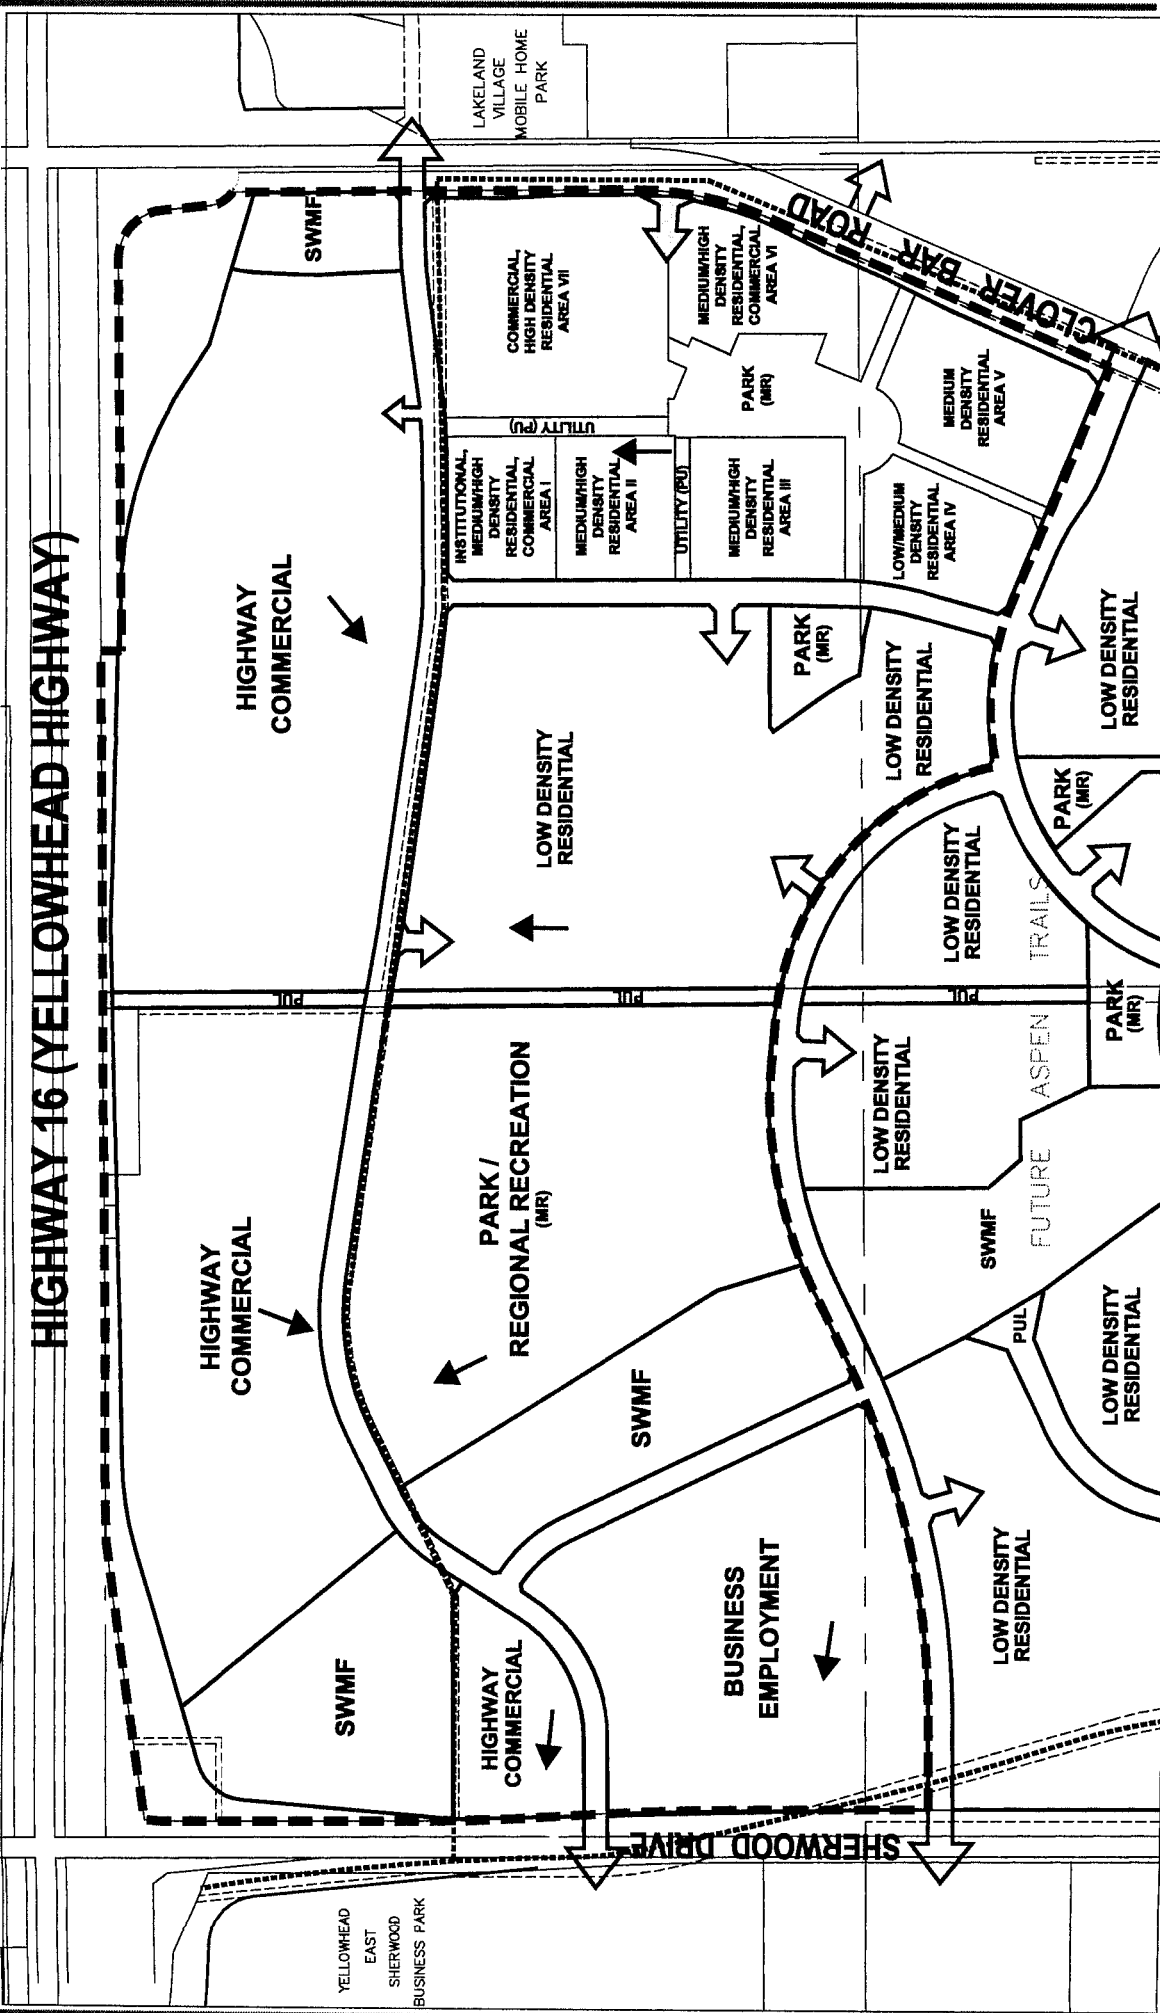 HIGHWAY 16 (YELLOWHEAD HIGHWAY)
YELLOWHEAD
EAST
SHERWOOD
BUSINESS PARK
SHERWOOD DRIVE
SWMF
HIGHWAY
COMMERCIAL
BUSINESS
EMPLOYMENT
LOW DENSITY
RESIDENTIAL
HIGHWAY
COMMERCIAL
PARK /
REGIONAL RECREATION
(MR)
SWMF
SWMF
PUL
LOW DENSITY
RESIDENTIAL
LOW DENSITY
RESIDENTIAL
FUTURE ASPEN TRAILS
PUL
PUL
PUL
PARK
(MR)
HIGHWAY
COMMERCIAL
LOW DENSITY
RESIDENTIAL
LOW DENSITY
RESIDENTIAL
LOW DENSITY
RESIDENTIAL
PARK
(MR)
PARK
(MR)
LOW DENSITY
RESIDENTIAL
INSTITUTIONAL,
MEDIUM/HIGH
DENSITY
RESIDENTIAL,
COMMERCIAL
AREA I
MEDIUM/HIGH
DENSITY
RESIDENTIAL
AREA II
UTILITY (PU)
UTILITY (PU)
MEDIUM/HIGH
DENSITY
RESIDENTIAL
AREA III
LOW/MEDIUM
DENSITY
RESIDENTIAL
AREA IV
MEDIUM
DENSITY
RESIDENTIAL
AREA V
PARK
(MR)
SWMF
COMMERCIAL,
HIGH DENSITY
RESIDENTIAL
AREA VII
MEDIUM/HIGH
DENSITY
RESIDENTIAL,
COMMERCIAL
AREA VI
CLOVER BAR ROAD
LAKELAND
VILLAGE
MOBILE HOME
PARK